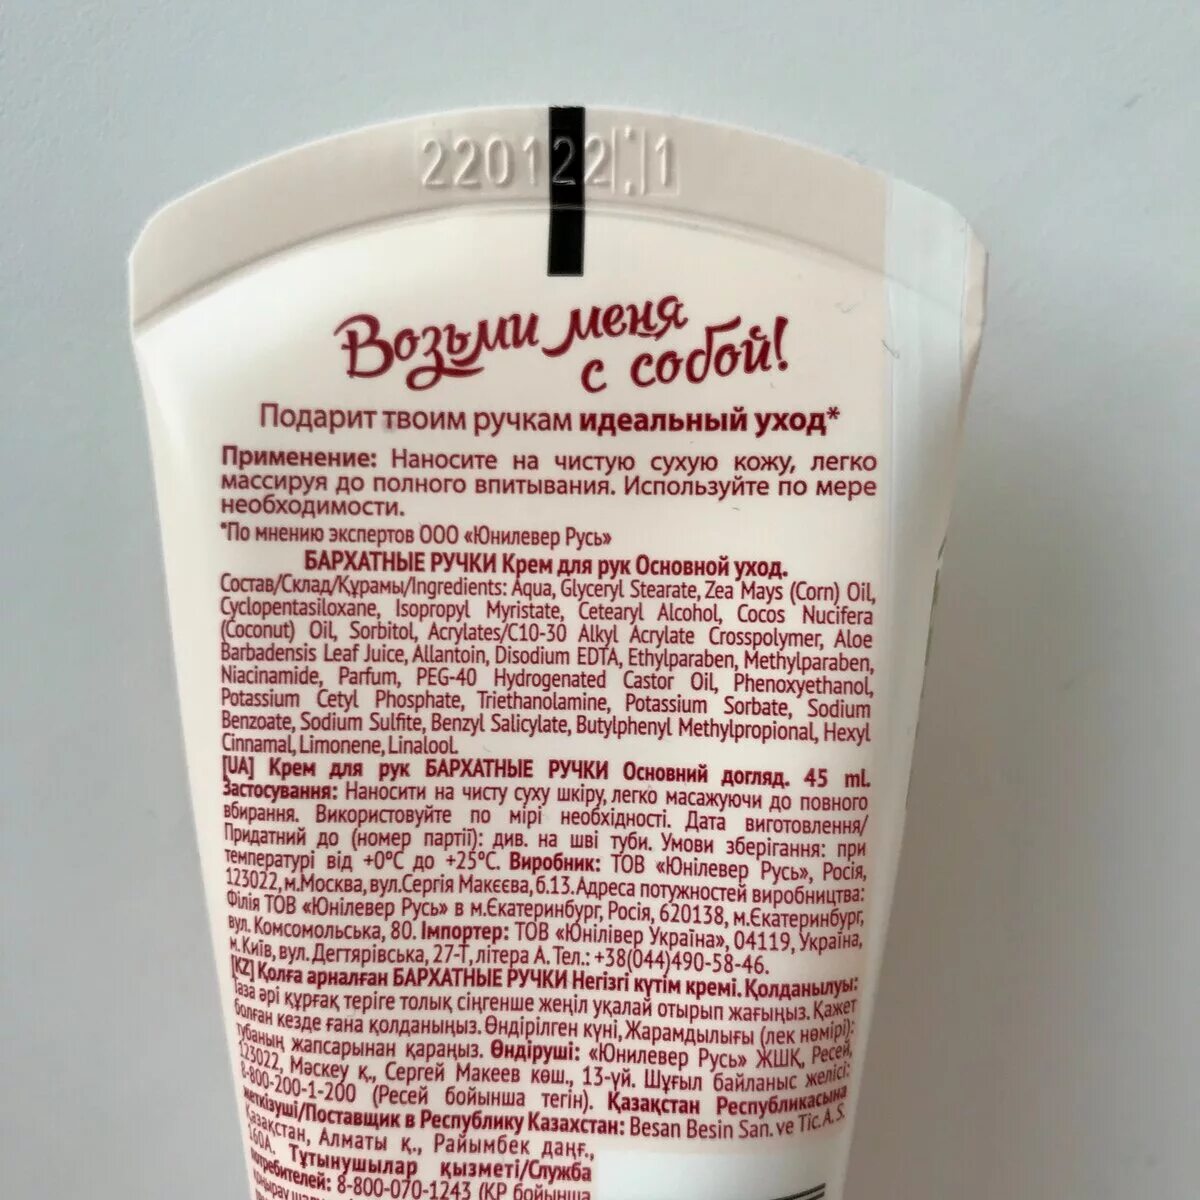 220122 1
Возьми меня
с собой!
Подарит твоим ручкам идеальный уход*
Применение: Наносите на чистую сухую кожу, легко
массируя до полного впитывания. Используйте по мере
необходимости.
*По мнению экспертов ООО «Юнилевер Русь»
БАРХАТНЫЕ РУЧКИ Крем для рук Основной уход.
Состав/Склад/Құрамы/Ingredients: Aqua, Glyceryl Stearate, Zea Mays (Corn) Oil,
Cyclopentasiloxane, Isopropyl Myristate, Cetearyl Alcohol, Cocos Nucifera
(Coconut) Oil, Sorbitol, Acrylates/C10-30 Alkyl Acrylate Crosspolymer, Aloe
Barbadensis Leaf Juice, Allantoin, Disodium EDTA, Ethylparaben, Methylparaben,
Niacinamide, Parfum, PEG-40 Hydrogenated Castor Oil, Phenoxyethanol,
Potassium Cetyl Phosphate, Triethanolamine, Potassium Sorbate, Sodium
Benzoate, Sodium Sulfite, Benzyl Salicylate, Butylphenyl Methylpropional, Hexyl
Cinnamal, Limonene, Linalool.
[UA] Крем для рук БАРХАТНЫЕ РУЧКИ Основний догляд. 45 ml.
Застосування: Наносити на чисту суху шкіру, легко масажуючи до повного
вбирання. Використовуйте по мірі необхідності. Дата виготовлення/
Придатний до (номер партії): див. на шві туби. Умови зберігання: при
температурі від +0°С до +25°С. Виробник: ТОВ «Юнілевер Русь», Росія,
123022, м.Москва, вул.Сергія Макєєва, б.13. Адреса потужностей виробництва:
Філія ТОВ «Юнілевер Русь» в м.Єкатеринбург, Росія, 620138, м.Єкатеринбург,
вул. Комсомольська, 80. Імпортер: ТОВ «Юнілівер Україна», 04119, Україна,
м. Київ, вул. Дегтярівська, 27-Т, літера А. Тел.: +38(044)490-58-46.
[KZ] Қолға арналған БАРХАТНЫЕ РУЧКИ Негізгі күтім кремі. Қолданылуы:
Таза әрі құрғақ теріге толық сіңгенше жеңіл уқалай отырып жағыңыз. Қажет
болған кезде ғана қолданыңыз. Өндірілген күні, Жарамдылығы (лек нөмірі):
тубаның жапсарынан қараңыз. Өндіруші: «Юнилевер Русь» ЖШҚ, Ресей,
123022, Мәскеу қ., Сергей Макеев көш., 13-үй. Шұғыл байланыс желісі:
8-800-200-1-200 (Ресей бойынша тегін). Қазақстан Республикасына
жеткізуші/Поставщик в Республику Казахстан: Besan Besin San. ve Tic. A.S.
Қазақстан, Алматы қ., Райымбек даңғ.,
160А. Тұтынушылар қызметі/Служба
потребителей: 8-800-070-1243 (ҚР бойынша
қоңырау